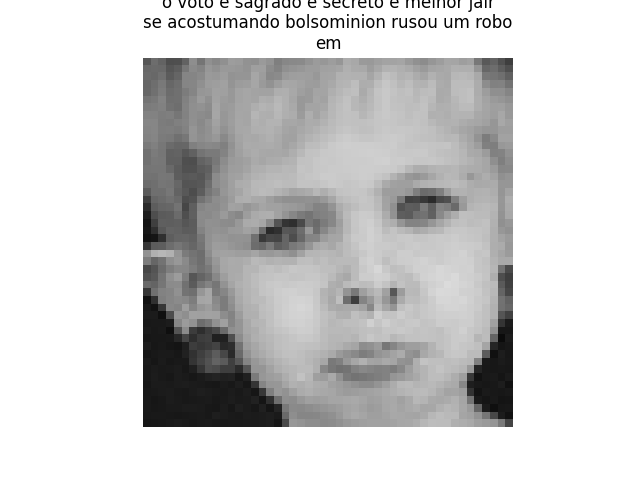 o voto é sagrado e secreto é melhor jair
se acostumando bolsominion rusou um robo
em